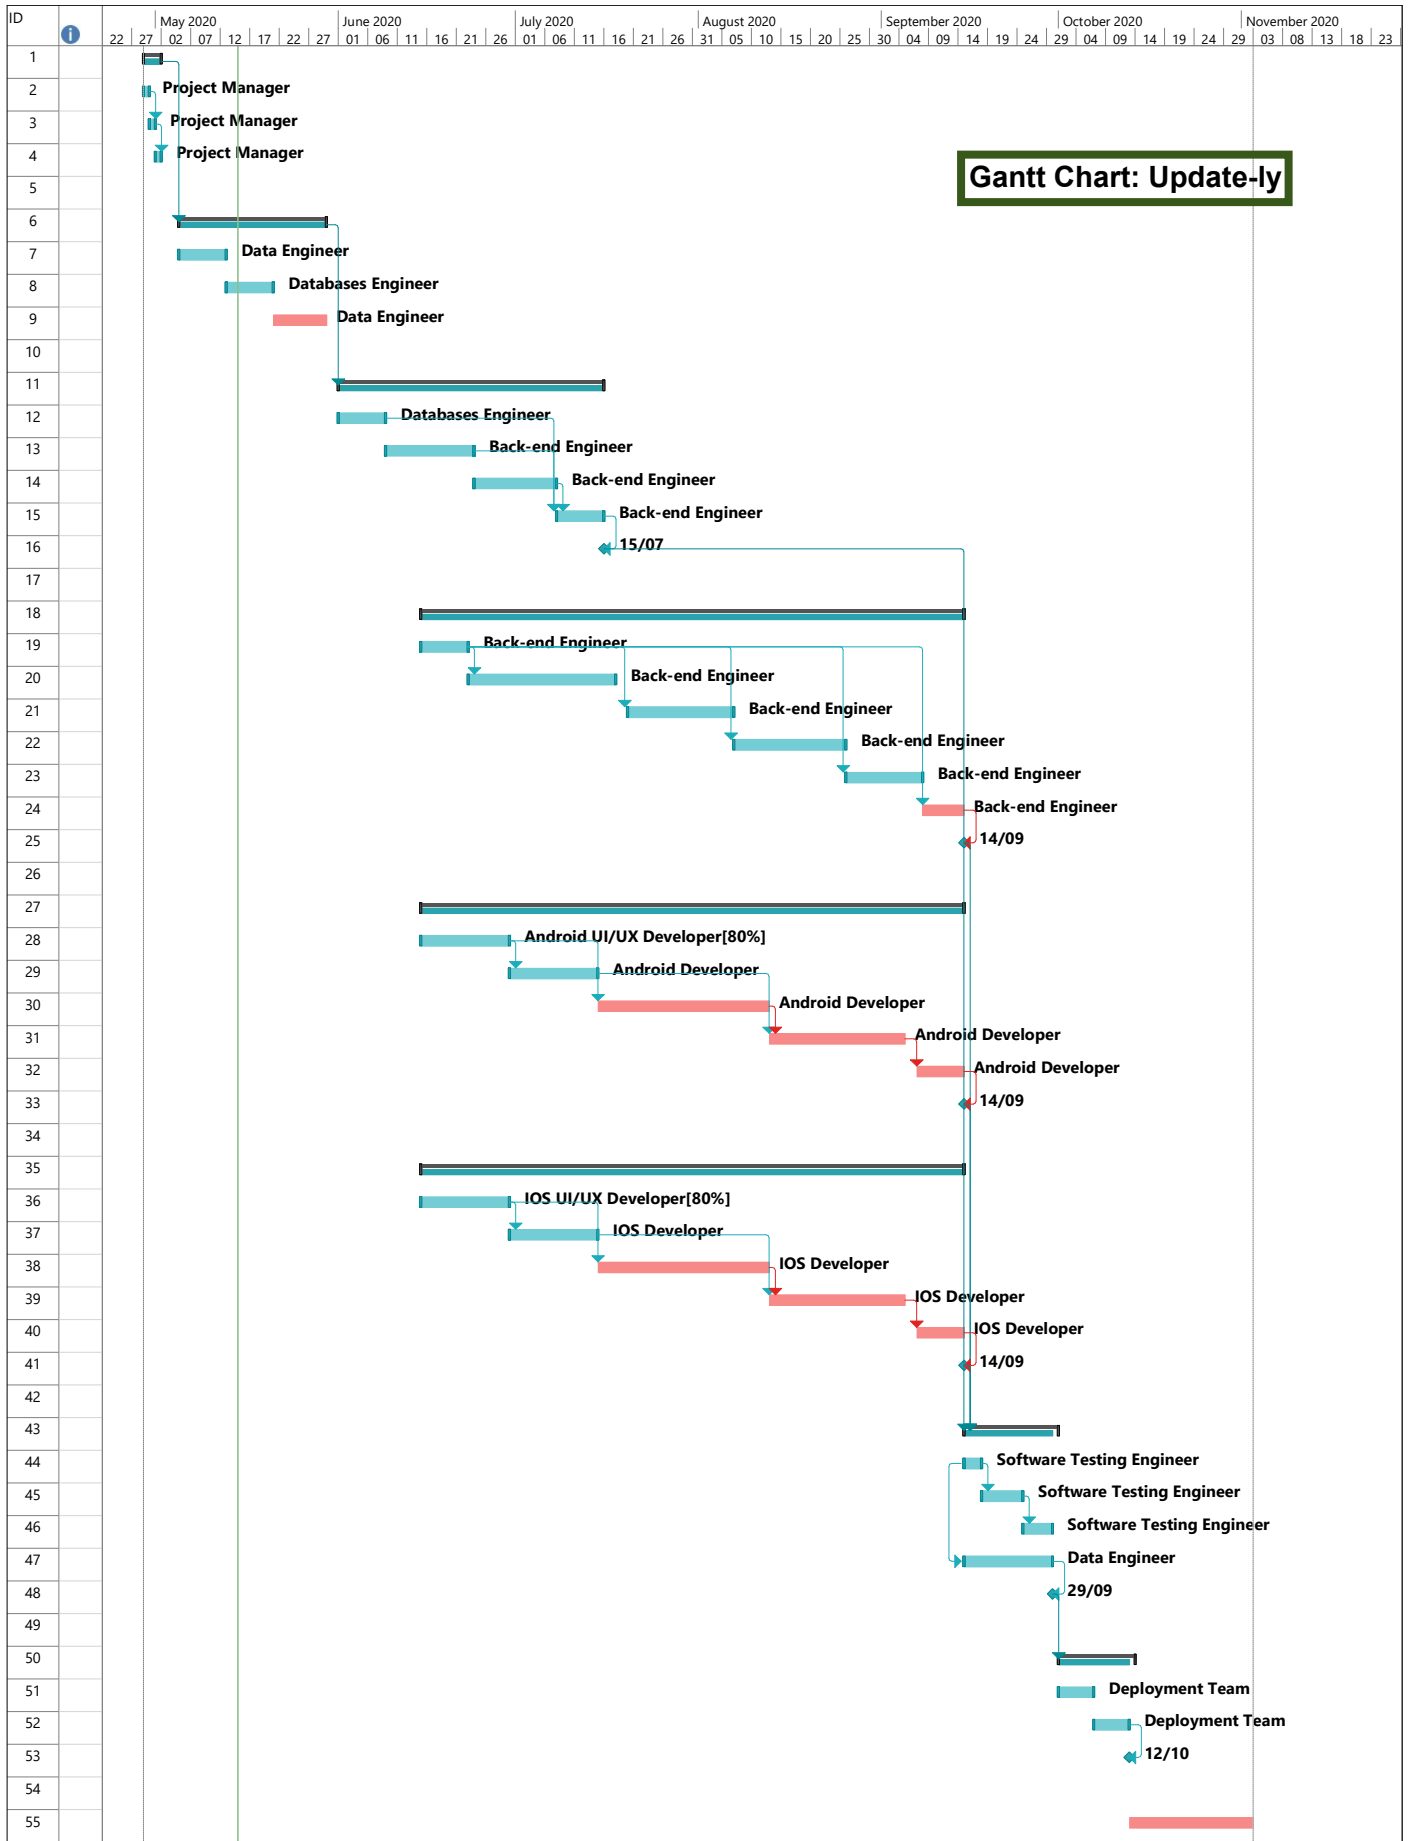 ID
May 2020 June 2020 July 2020 August 2020 September 2020 October 2020 November 2020
22 27 02 07 12 17 22 27 01 06 11 16 21 26 01 06 11 16 21 26 31 05 10 15 20 25 30 04 09 14 19 24 29 04 09 14 19 24 29 03 08 13 18 23
1
2 Project Manager
3 Project Manager
4 Project Manager
Gantt Chart: Update-ly
5
6
7 Data Engineer
8 Databases Engineer
9 Data Engineer
10
11
12 Databases Engineer
13 Back-end Engineer
14 Back-end Engineer
15 Back-end Engineer
16 15/07
17
18
19 Back-end Engineer
20 Back-end Engineer
21 Back-end Engineer
22 Back-end Engineer
23 Back-end Engineer
24 Back-end Engineer
25 14/09
26
27
28 Android UI/UX Developer[80%]
29 Android Developer
30 Android Developer
31 Android Developer
32 Android Developer
33 14/09
34
35
36 IOS UI/UX Developer[80%]
37 IOS Developer
38 IOS Developer
39 IOS Developer
40 IOS Developer
41 14/09
42
43
44 Software Testing Engineer
45 Software Testing Engineer
46 Software Testing Engineer
47 Data Engineer
48 29/09
49
50
51 Deployment Team
52 Deployment Team
53 12/10
54
55